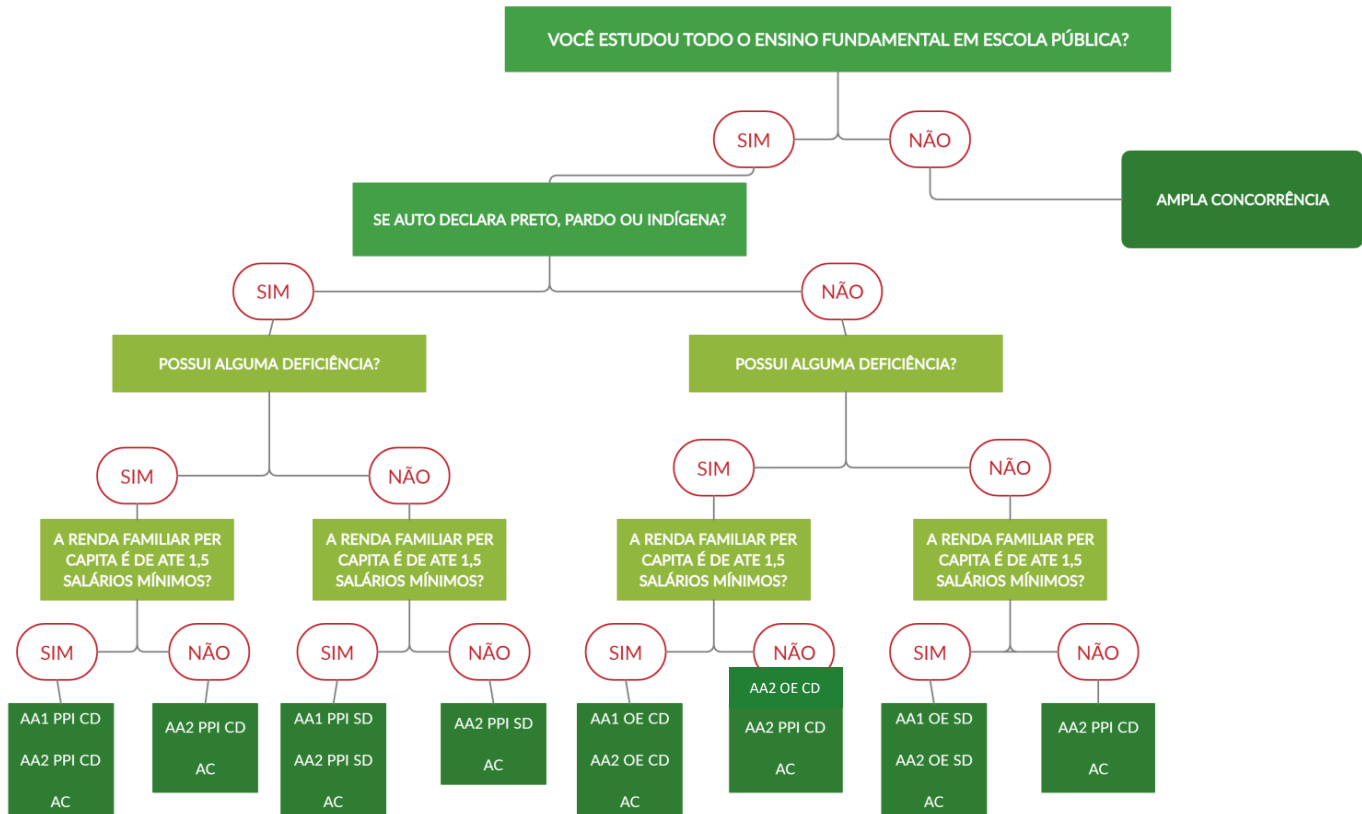 VOCÊ ESTUDOU TODO O ENSINO FUNDAMENTAL EM ESCOLA PÚBLICA?
SIM
NÃO
AMPLA CONCORRÊNCIA
SE AUTO DECLARA PRETO, PARDO OU INDÍGENA?
SIM
NÃO
POSSUI ALGUMA DEFICIÊNCIA?
POSSUI ALGUMA DEFICIÊNCIA?
SIM
NÃO
SIM
NÃO
A RENDA FAMILIAR PER
CAPITA É DE ATE 1,5
SALÁRIOS MÍNIMOS?
A RENDA FAMILIAR PER
CAPITA É DE ATE 1,5
SALÁRIOS MÍNIMOS?
A RENDA FAMILIAR PER
CAPITA É DE ATE 1,5
SALÁRIOS MÍNIMOS?
A RENDA FAMILIAR PER
CAPITA É DE ATE 1,5
SALÁRIOS MÍNIMOS?
SIM
NÃO
SIM
NÃO
SIM
NÃO
SIM
NÃO
AA1 PPI CD
AA2 PPI CD
AC
AA2 PPI CD
AC
AA1 PPI SD
AA2 PPI SD
AC
AA2 PPI SD
AC
AA1 OE CD
AA2 OE CD
AC
AA2 OE CD
AA2 PPI CD
AC
AA1 OE SD
AA2 OE SD
AC
AA2 PPI CD
AC